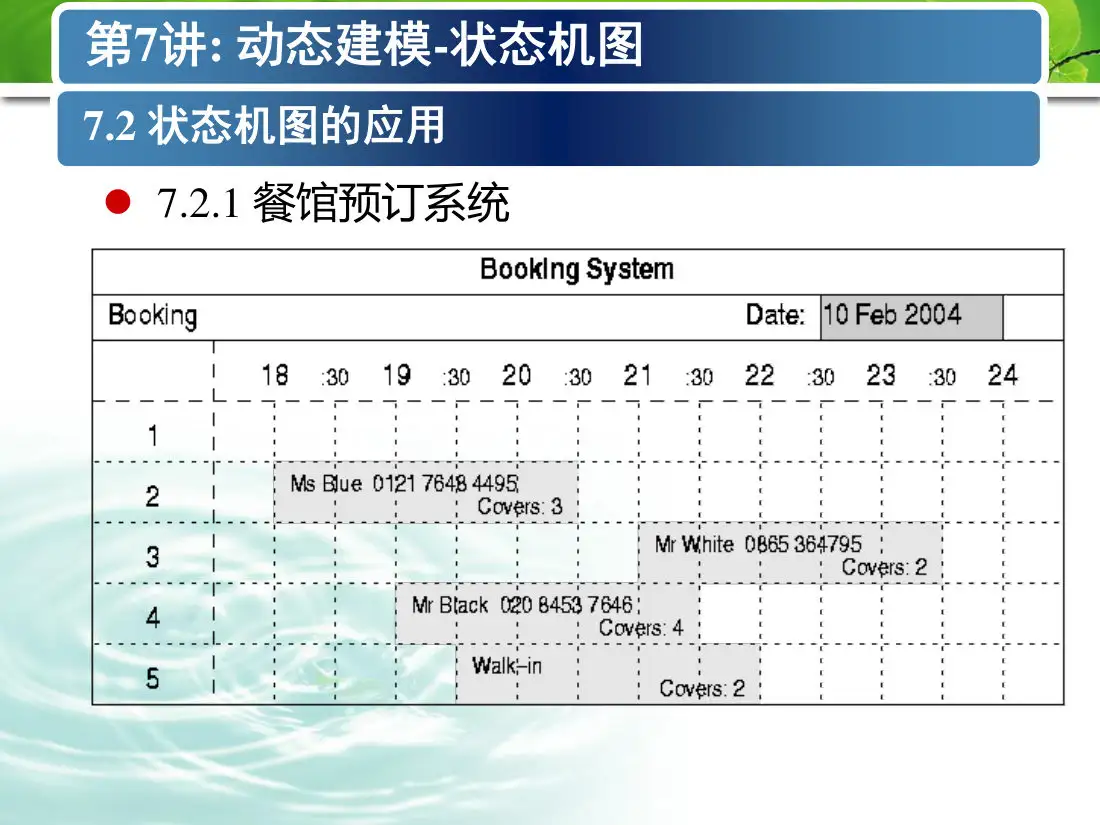 第7讲: 动态建模-状态机图
7.2 状态机图的应用
7.2.1 餐馆预订系统
Booking System
Booking Date: 10 Feb 2004
18 :30 19 :30 20 :30 21 :30 22 :30 23 :30 24
1
2 Ms Blue 0121 7648 4495
Covers: 3
3 Mr White 0865 364795
Covers: 2
4 Mr Black 020 8453 7646
Covers: 4
5 Walk-in
Covers: 2